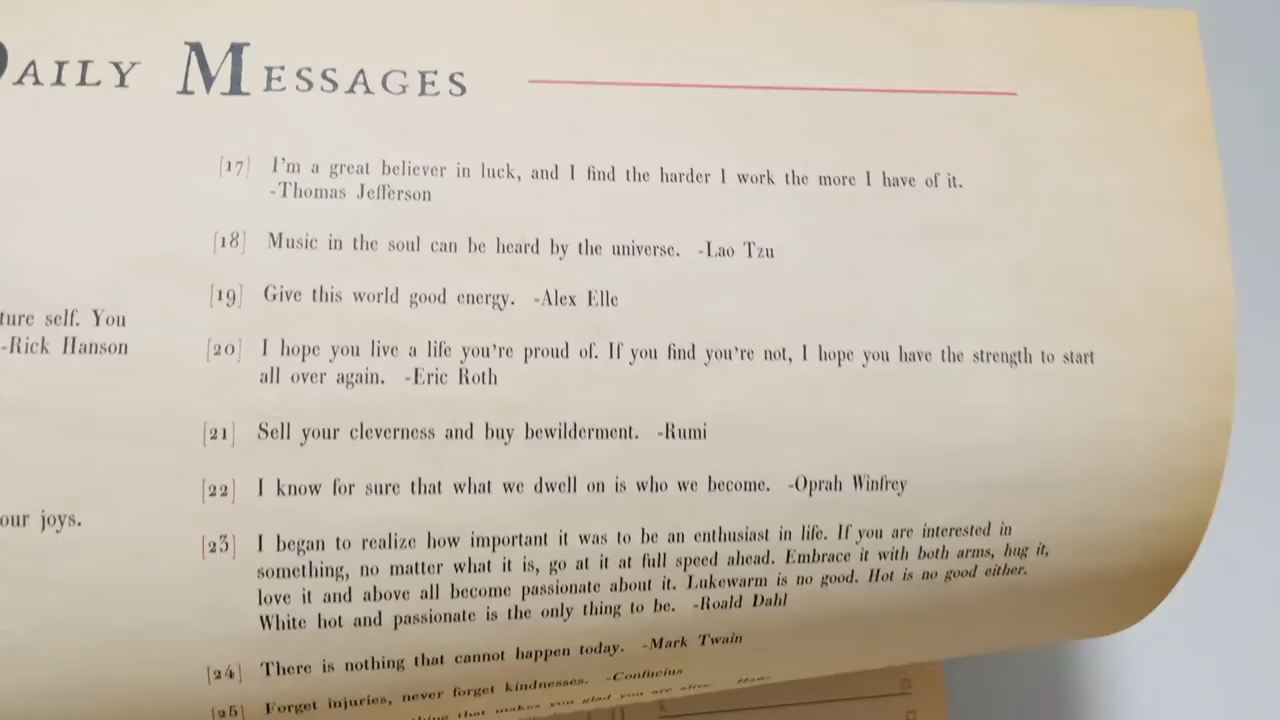 DAILY MESSAGES
ture self. You
-Rick Hanson
our joys.
[17] I'm a great believer in luck, and I find the harder I work the more I have of it.
-Thomas Jefferson
[18] Music in the soul can be heard by the universe. -Lao Tzu
[19] Give this world good energy. -Alex Elle
[20] I hope you live a life you're proud of. If you find you're not, I hope you have the strength to start
all over again. -Eric Roth
[21] Sell your cleverness and buy bewilderment. -Rumi
[22] I know for sure that what we dwell on is who we become. -Oprah Winfrey
[23] I began to realize how important it was to be an enthusiast in life. If you are interested in
something, no matter what it is, go at it at full speed ahead. Embrace it with both arms, hug it,
love it and above all become passionate about it. Lukewarm is no good. Hot is no good either.
White hot and passionate is the only thing to be. -Roald Dahl
[24] There is nothing that cannot happen today. -Mark Twain
[25] Forget injuries, never forget kindnesses. -Confucius
that makes you glad you are alive.